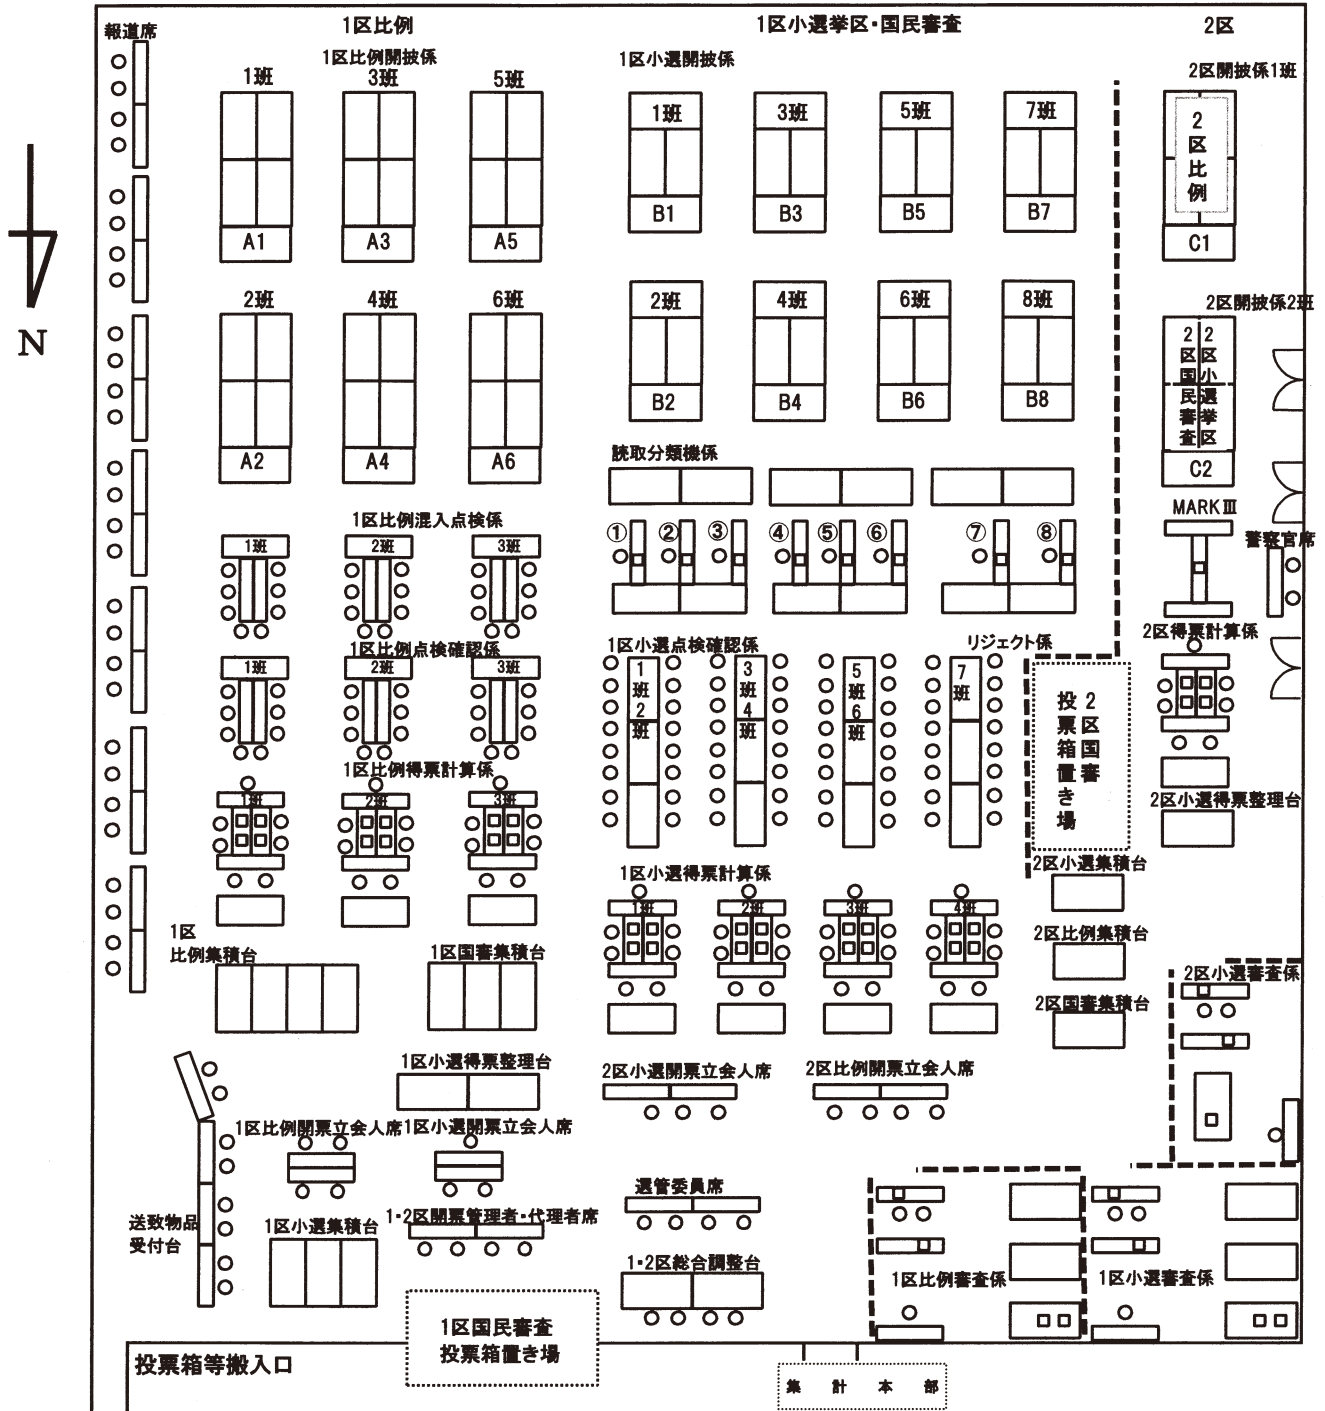 報道席
1区比例
1区小選挙区・国民審査
2区
1区比例開披係
1区小選開披係
2区開披係1班
1班
3班
5班
A1
A3
A5
1班
3班
5班
7班
B1
B3
B5
B7
2区比例
C1
N
2班
4班
6班
A2
A4
A6
2班
4班
6班
8班
B2
B4
B6
B8
2区開披係2班
2区小選挙区
2区国民審査
C2
読取分類機係
MARKⅢ
①
②
③
④
⑤
⑥
⑦
⑧
警察官席
1区比例混入点検係
1班
2班
3班
1区比例点検確認係
1班
2班
3班
1区小選点検確認係
リジェクト係
1班
2班
3班
4班
5班
6班
7班
2区国審
投票箱置き場
2区得票計算係
2区小選得票整理台
1区比例得票計算係
1班
2班
3班
1区小選得票計算係
1班
2班
3班
4班
2区小選集積台
2区比例集積台
2区国審集積台
1区
比例集積台
1区国審集積台
2区小選審査係
1区小選得票整理台
2区小選開票立会人席
2区比例開票立会人席
1区比例開票立会人席
1区小選開票立会人席
送致物品
受付台
1区小選集積台
1・2区開票管理者・代理者席
選管委員席
1・2区総合調整台
1区比例審査係
1区小選審査係
1区国民審査
投票箱置き場
投票箱等搬入口
集計本部